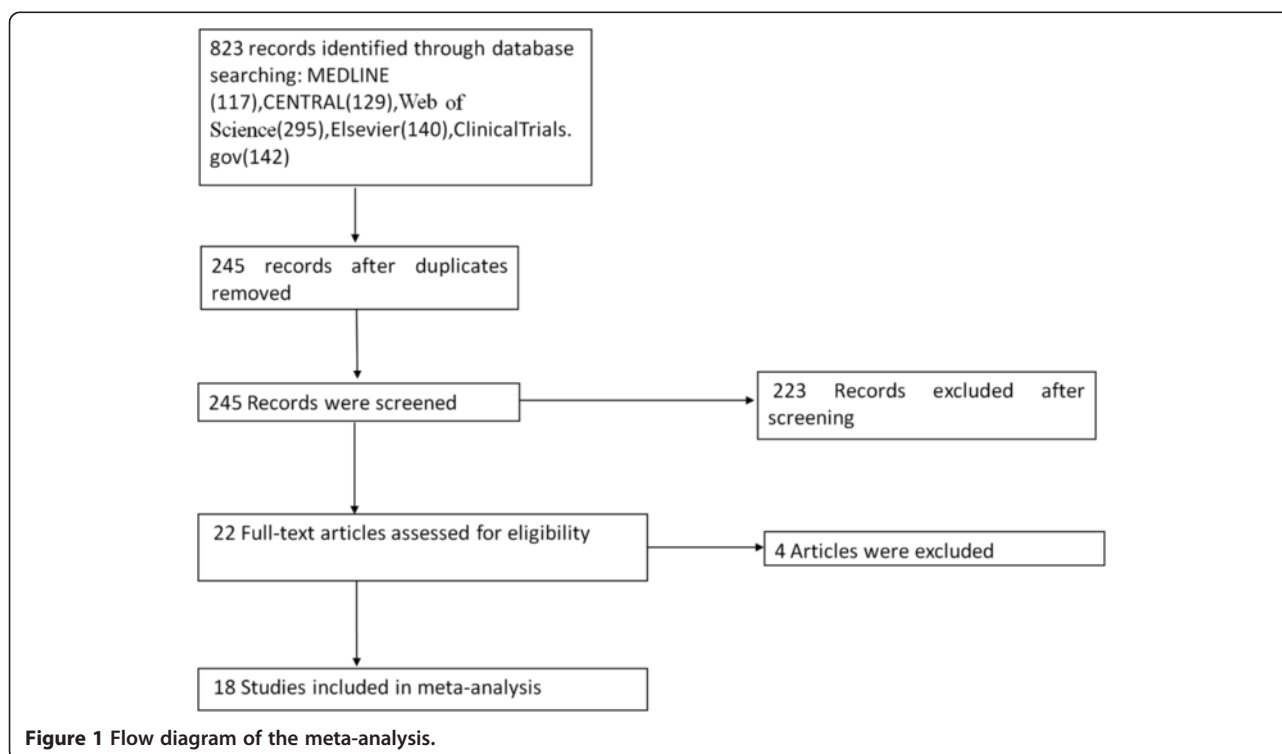 823 records identified through database
searching: MEDLINE
(117),CENTRAL(129),Web of
Science(295),Elsevier(140),ClinicalTrials.
gov(142)
245 records after duplicates
removed
245 Records were screened
223 Records excluded after
screening
22 Full-text articles assessed for eligibility
4 Articles were excluded
18 Studies included in meta-analysis
Figure 1 Flow diagram of the meta-analysis.